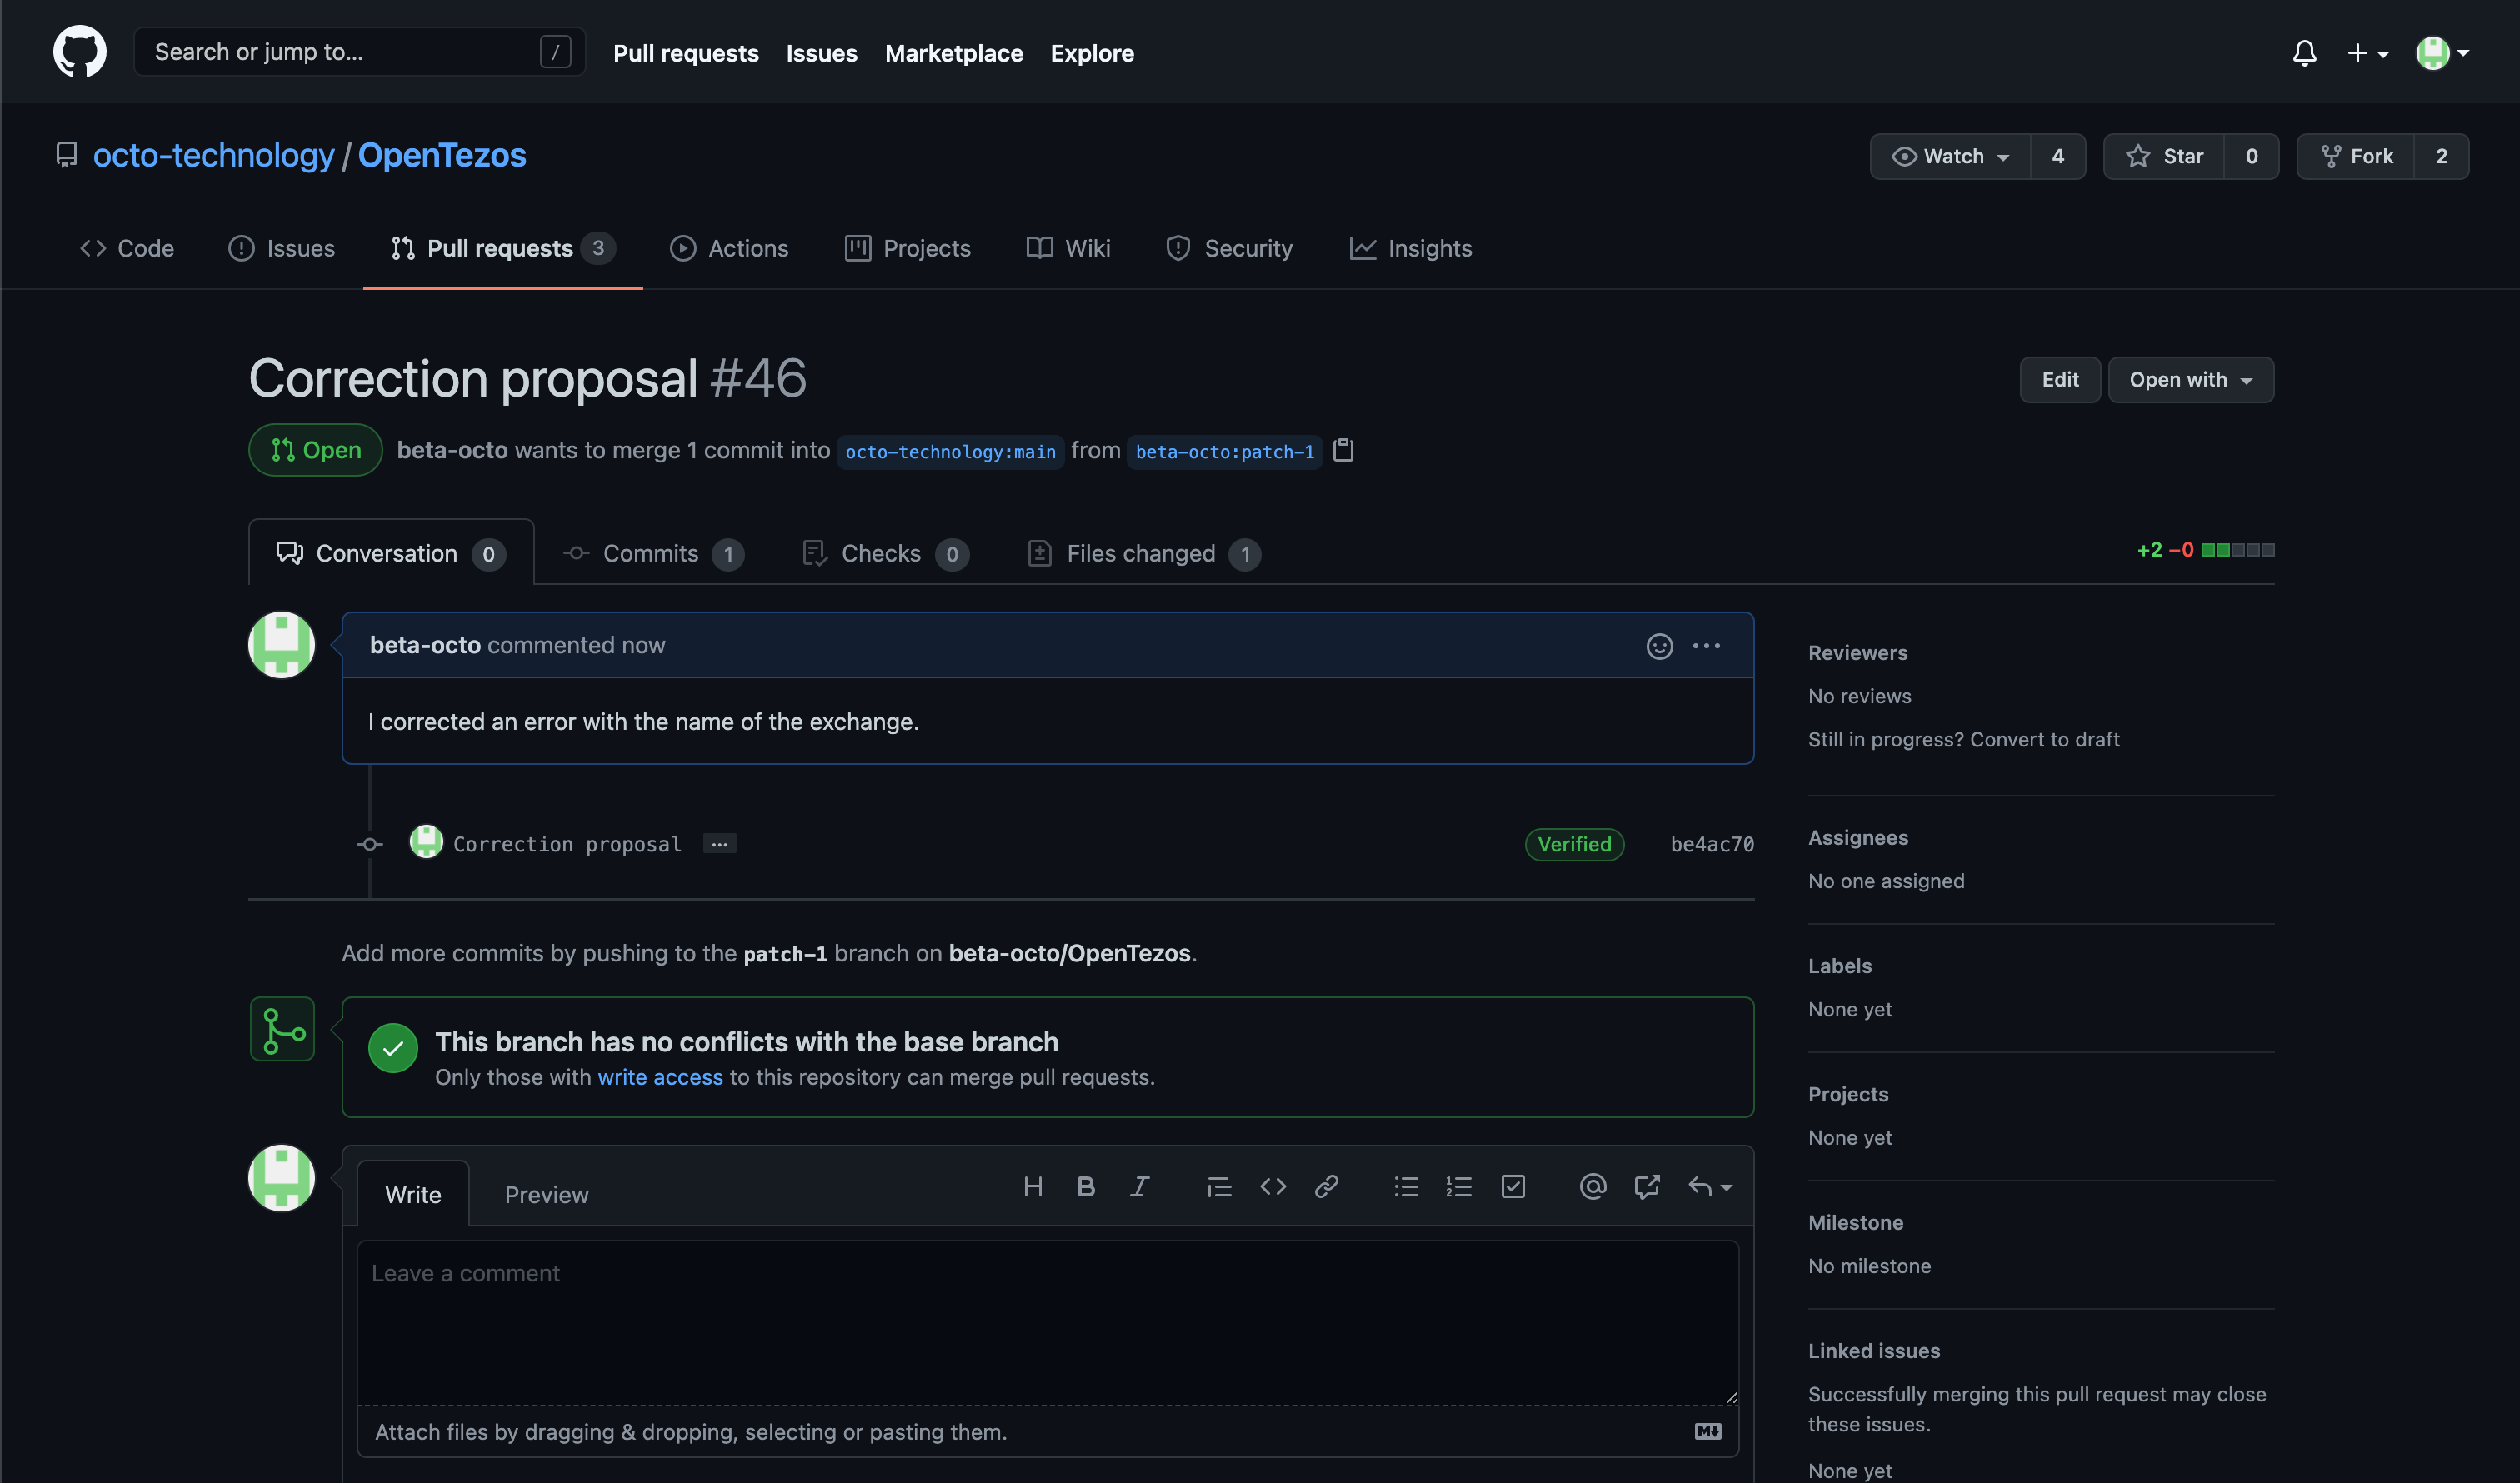 Search or jump to... /
Pull requests Issues Marketplace Explore
octo-technology / OpenTezos
Watch 4 Star 0 Fork 2
Code Issues Pull requests 3 Actions Projects Wiki Security Insights
Correction proposal #46
Edit Open with
Open beta-octo wants to merge 1 commit into octo-technology:main from beta-octo:patch-1
Conversation 0 Commits 1 Checks 0 Files changed 1
+2 −0
beta-octo commented now
I corrected an error with the name of the exchange.
Correction proposal ... Verified be4ac70
Add more commits by pushing to the patch-1 branch on beta-octo/OpenTezos.
This branch has no conflicts with the base branch
Only those with write access to this repository can merge pull requests.
Write Preview
Leave a comment
Attach files by dragging & dropping, selecting or pasting them.
Reviewers
No reviews
Still in progress? Convert to draft
Assignees
No one assigned
Labels
None yet
Projects
None yet
Milestone
No milestone
Linked issues
Successfully merging this pull request may close
these issues.
None yet